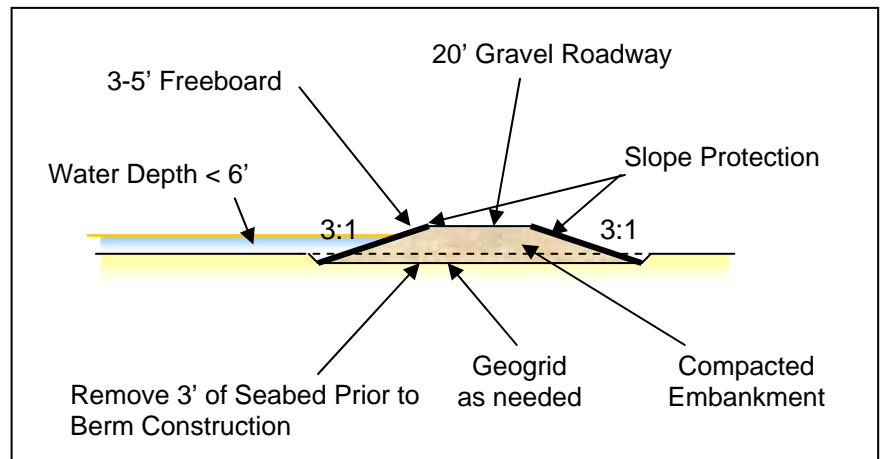 20’ Gravel Roadway
3-5’ Freeboard
Slope Protection
Water Depth < 6’
3:1
3:1
Remove 3’ of Seabed Prior to
Berm Construction
Geogrid
as needed
Compacted
Embankment